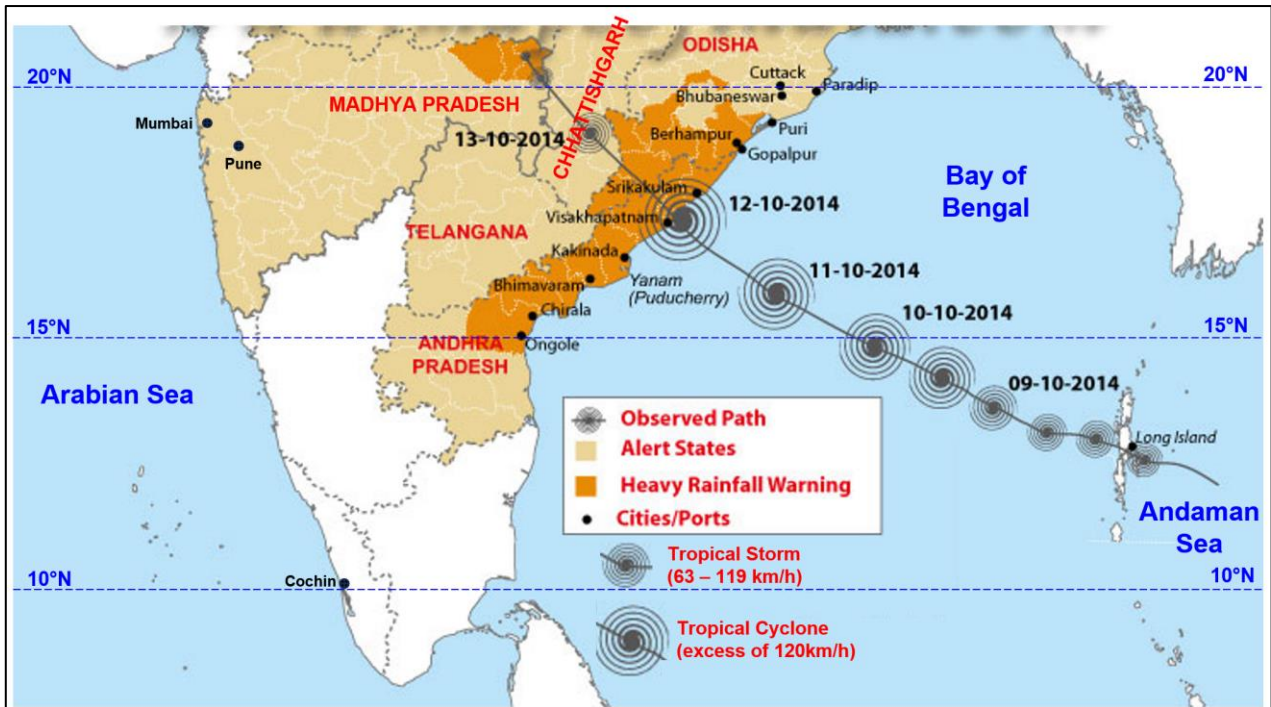 ODISHA
CHHATTISHGARH
20°N
20°N
Cuttack
Paradip
Bhubaneswar
MADHYA PRADESH
Mumbai
Pune
13-10-2014
Berhampur
Puri
Gopalpur
Bay of
Bengal
Srikakulam
12-10-2014
Visakhapatnam
TELANGANA
Kakinada
11-10-2014
Yanam
(Puducherry)
Bhimavaram
Chirala
10-10-2014
15°N
15°N
ANDHRA
PRADESH
Ongole
Arabian Sea
09-10-2014
Observed Path
Alert States
Heavy Rainfall Warning
Cities/Ports
Long Island
Andaman
Sea
Tropical Storm
(63 – 119 km/h)
Cochin
10°N
10°N
Tropical Cyclone
(excess of 120km/h)